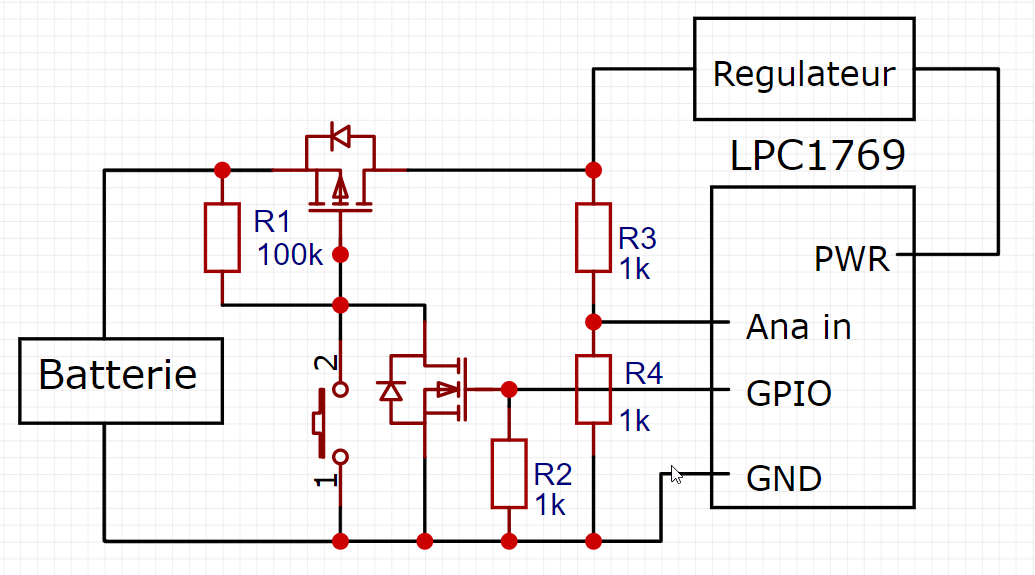 Regulateur
LPC1769
R1
100k
R3
1k
PWR
Ana in
Batterie
2
R4
1k
GPIO
1
R2
1k
GND